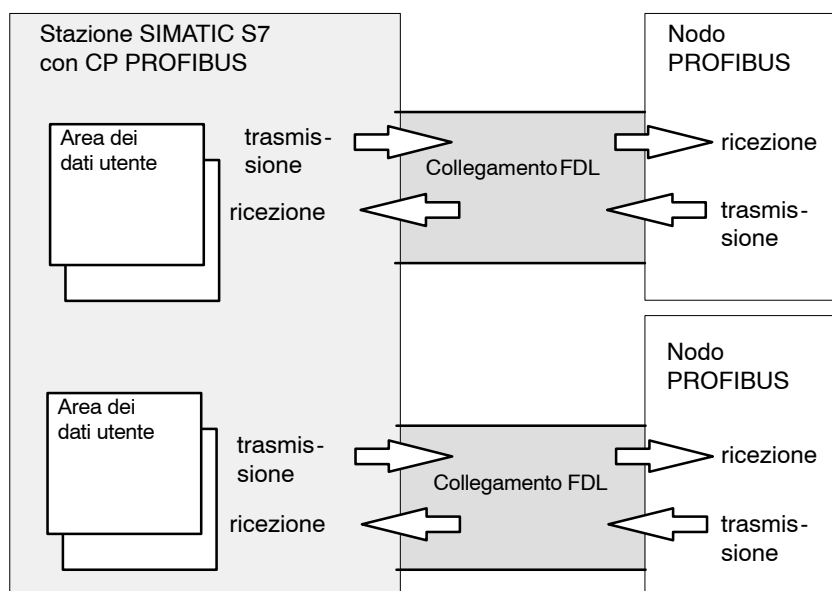 Stazione SIMATIC S7
con CP PROFIBUS
Nodo
PROFIBUS
Area dei
dati utente
trasmis-
sione
ricezione
Collegamento FDL
ricezione
trasmis-
sione
Nodo
PROFIBUS
Area dei
dati utente
trasmis-
sione
ricezione
Collegamento FDL
ricezione
trasmis-
sione